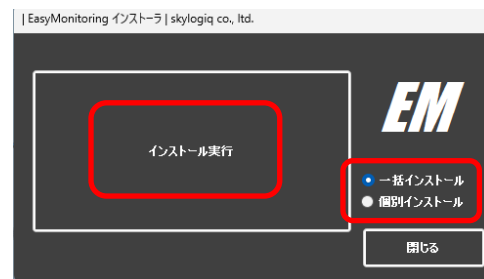 | EasyMonitoring インストーラ | skylogiq co., ltd.
EM
インストール実行
一括インストール
個別インストール
閉じる